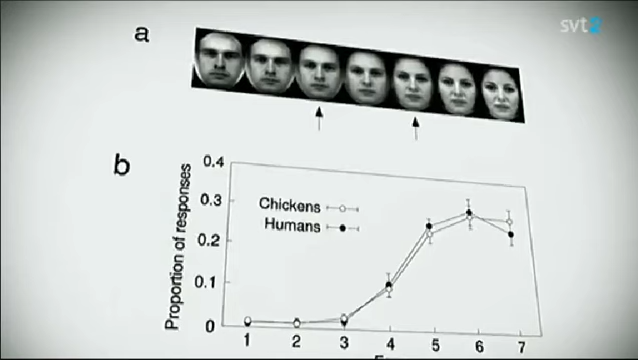 svt2
a
b
Proportion of responses
0.4
0.3
0.2
0.1
0
Chickens
Humans
1 2 3 4 5 6 7